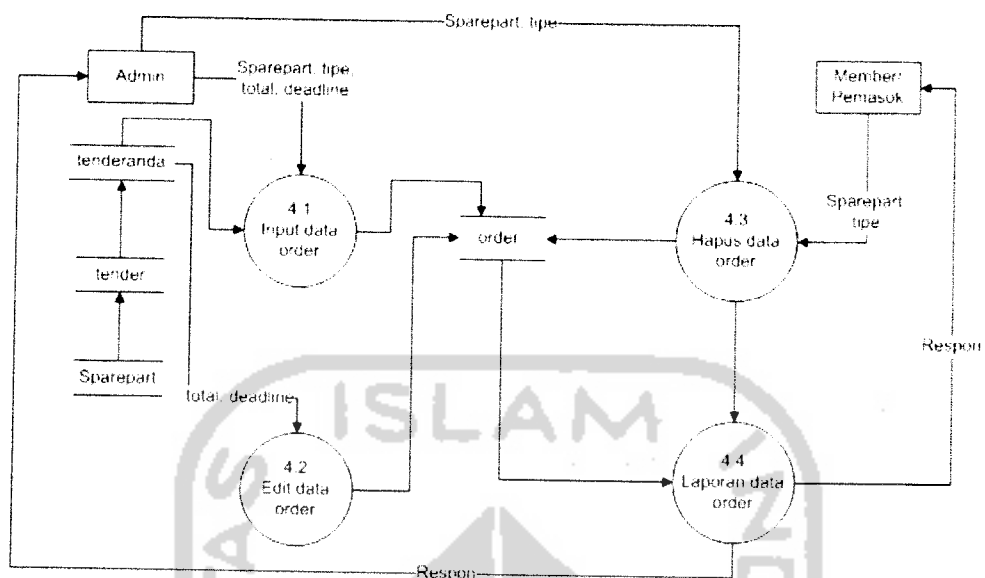 Sparepart, tipe
Admin
Sparepart, tipe,
total, deadline
Member/
Pemasok
tenderanda
4.1
Input data
order
order
4.3
Hapus data
order
Sparepart
tipe
tender
Respon
Sparepart
total, deadline
ISLAM
4.2
Edit data
order
4.4
Laporan data
order
Respon